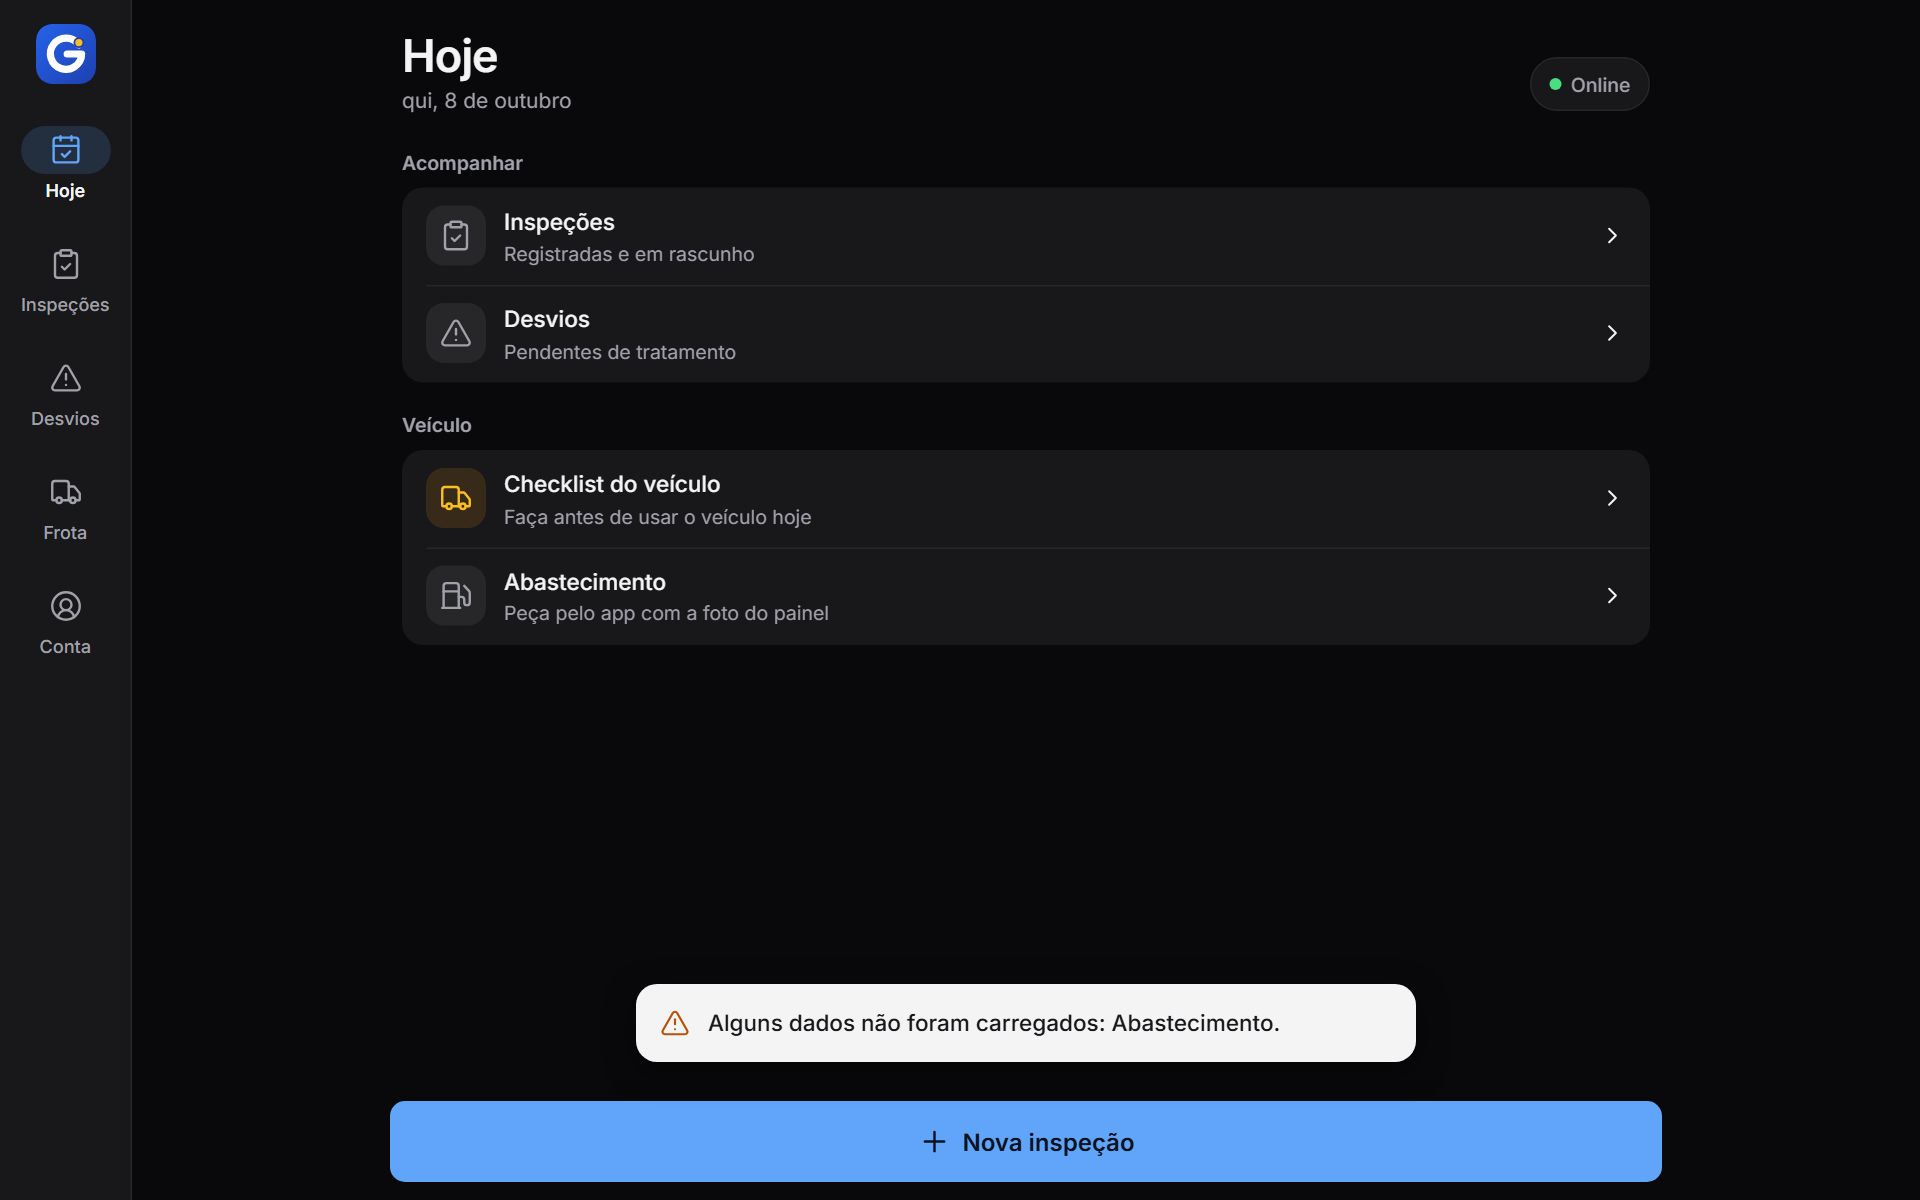 Hoje
qui, 8 de outubro
Online
Hoje
Inspeções
Desvios
Frota
Conta
Acompanhar
Inspeções
Registradas e em rascunho
Desvios
Pendentes de tratamento
Veículo
Checklist do veículo
Faça antes de usar o veículo hoje
Abastecimento
Peça pelo app com a foto do painel
Alguns dados não foram carregados: Abastecimento.
Nova inspeção